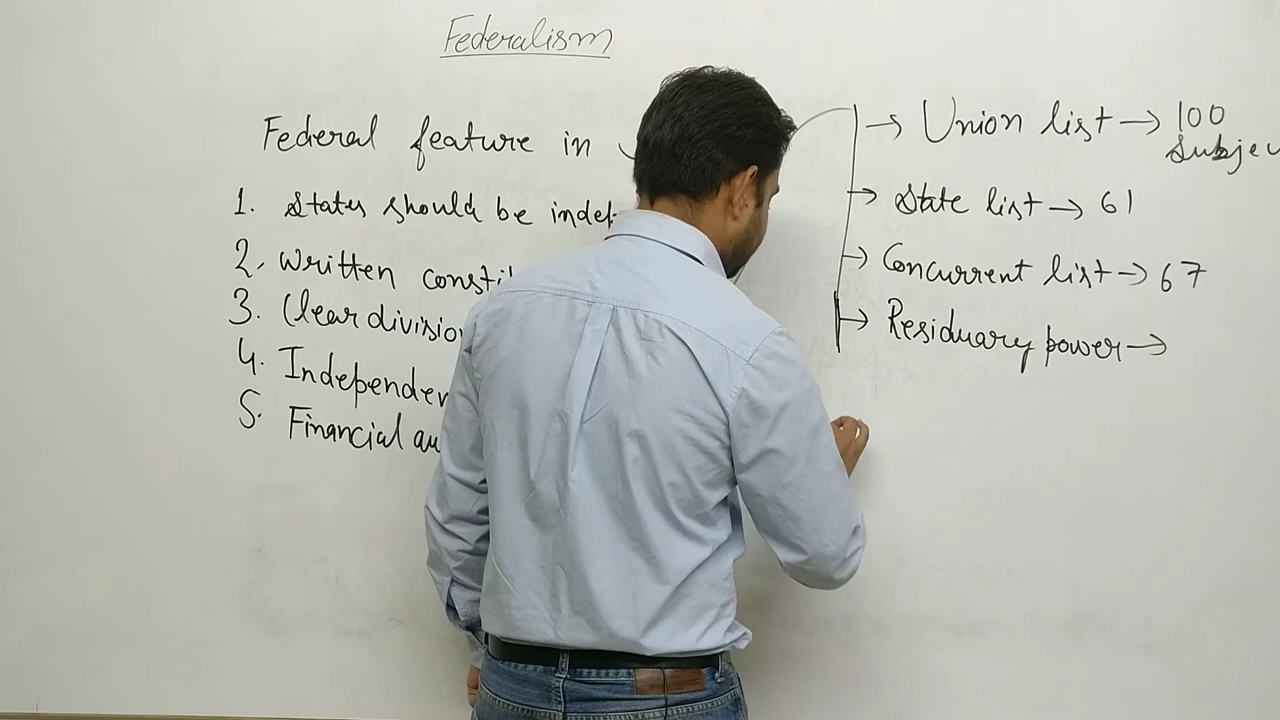 Federalism
Federal feature in
1. States should be indep
2. written constit
3. Clear division
4. Independen
5. Financial au
→ Union list → 100
Subjec
→ State list → 61
→ Concurrent list → 67
→ Residuary power →